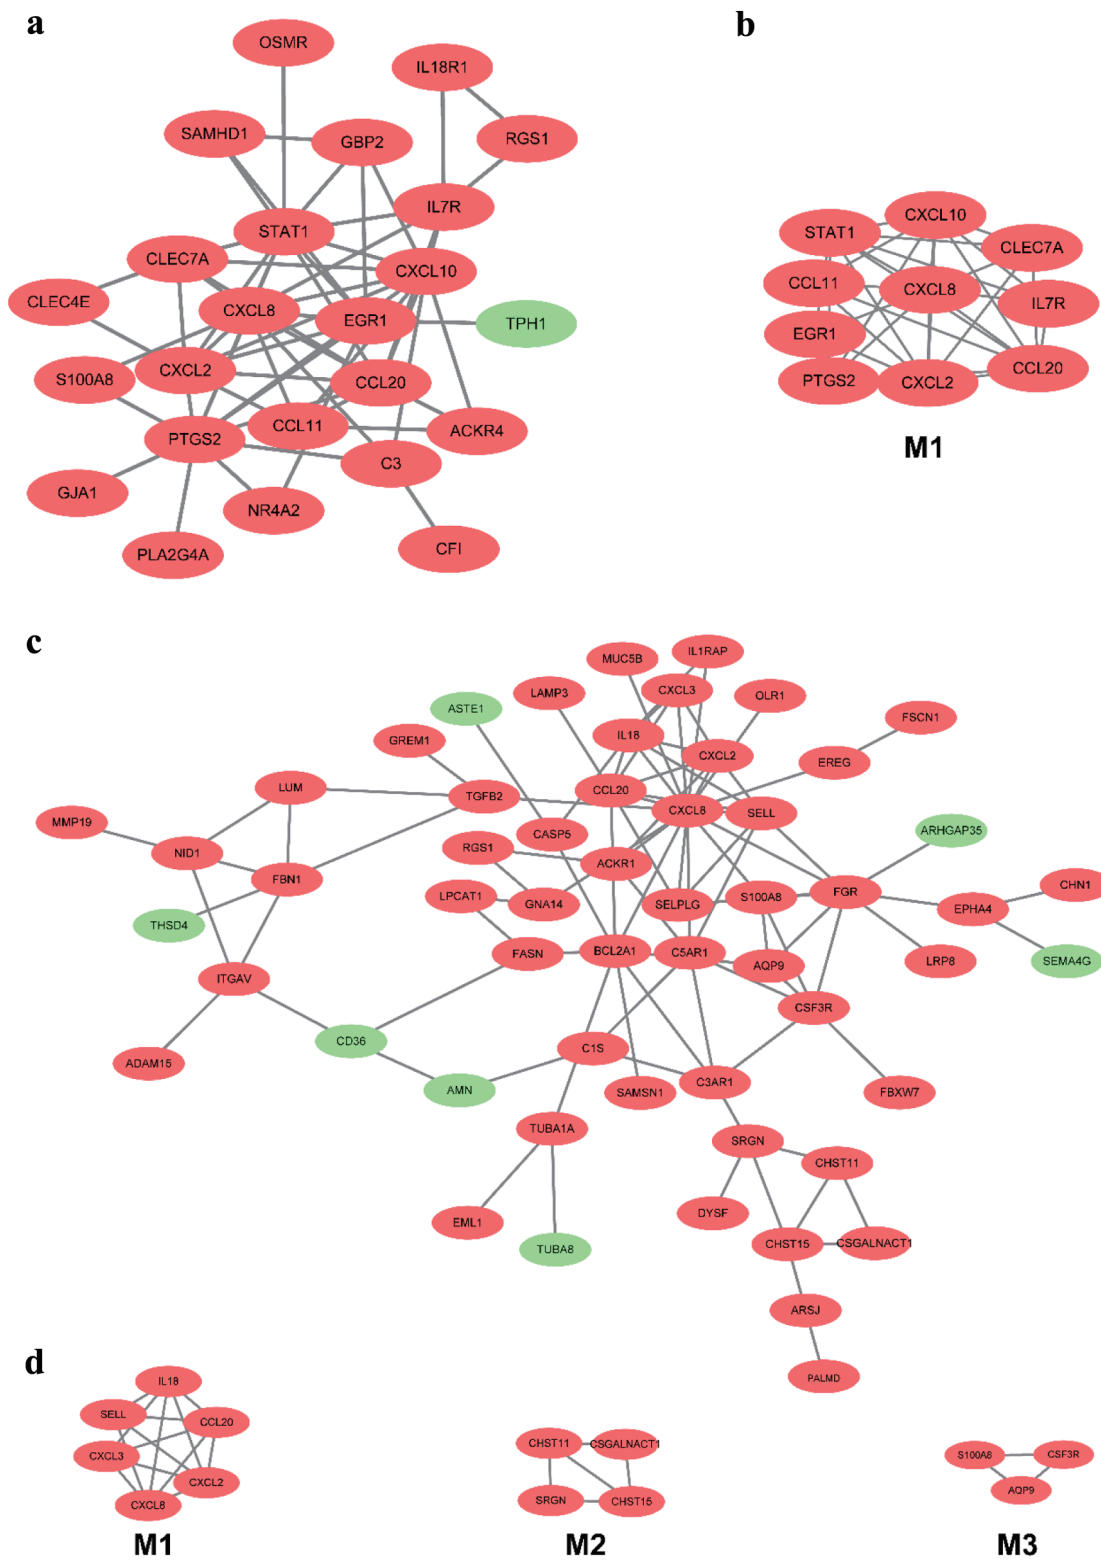 a
OSMR
IL18R1
SAMHD1
GBP2
RGS1
IL7R
STAT1
CLEC7A
CXCL10
CLEC4E
CXCL8
EGR1
TPH1
CXCL2
S100A8
CCL20
PTGS2
CCL11
ACKR4
C3
GJA1
NR4A2
PLA2G4A
CFI
b
CXCL10
STAT1
CLEC7A
CCL11
CXCL8
IL7R
EGR1
PTGS2
CXCL2
CCL20
M1
c
MUC5B
IL1RAP
LAMP3
CXCL3
OLR1
ASTE1
FSCN1
GREM1
IL18
CXCL2
EREG
LUM
TGFB2
CCL20
CXCL8
SELL
MMP19
NID1
CASP5
ARHGAP35
RGS1
ACKR1
FBN1
CHN1
LPCAT1
GNA14
SELPLG
S100A8
FGR
EPHA4
THSD4
FASN
BCL2A1
C5AR1
AQP9
LRP8
SEMA4G
ITGAV
CSF3R
CD36
C1S
ADAM15
AMN
SAMSN1
C3AR1
FBXW7
TUBA1A
SRGN
CHST11
EML1
DYSF
TUBA8
CHST15
CSGALNACT1
ARSJ
PALMD
d
IL18
SELL
CCL20
CXCL3
CXCL2
CXCL8
M1
CHST11
CSGALNACT1
SRGN
CHST15
M2
S100A8
CSF3R
AQP9
M3